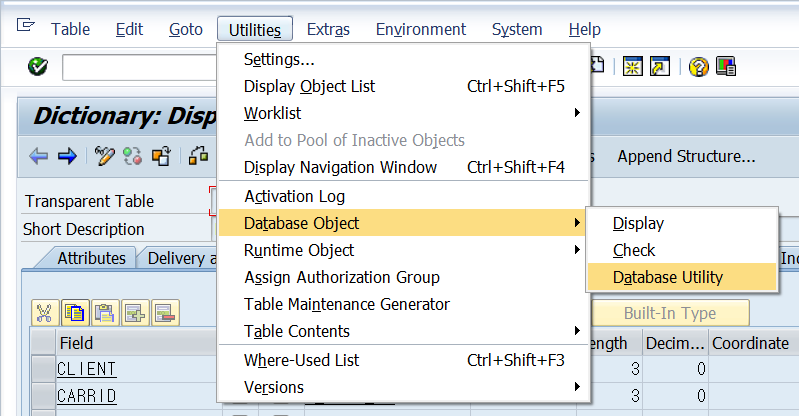 Table Edit Goto Utilities Extras Environment System Help
Settings...
Display Object List Ctrl+Shift+F5
Worklist
Dictionary: Disp
Add to Pool of Inactive Objects
Display Navigation Window Ctrl+Shift+F4
Append Structure...
Transparent Table
Activation Log
Short Description
Database Object
Display
Attributes
Delivery a
Runtime Object
Check
Assign Authorization Group
Database Utility
Table Maintenance Generator
Built-In Type
Table Contents
Field
Decim...
Coordinate
Where-Used List Ctrl+Shift+F3
CLIENT
3 0
Versions
CARRID
3 0